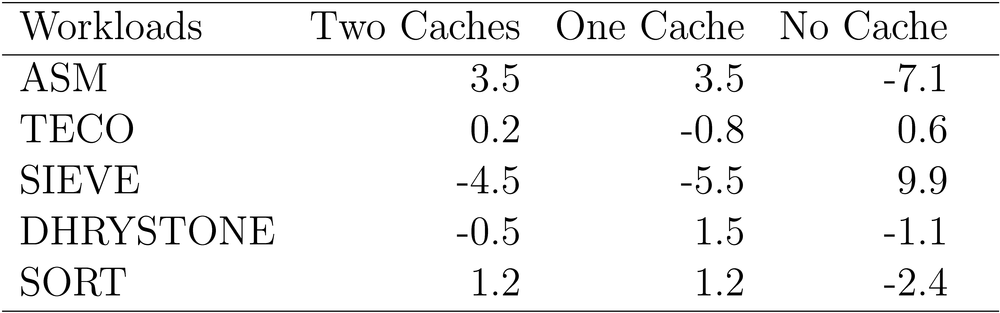 Workloads Two Caches One Cache No Cache
ASM 3.5 3.5 -7.1
TECO 0.2 -0.8 0.6
SIEVE -4.5 -5.5 9.9
DHRYSTONE -0.5 1.5 -1.1
SORT 1.2 1.2 -2.4